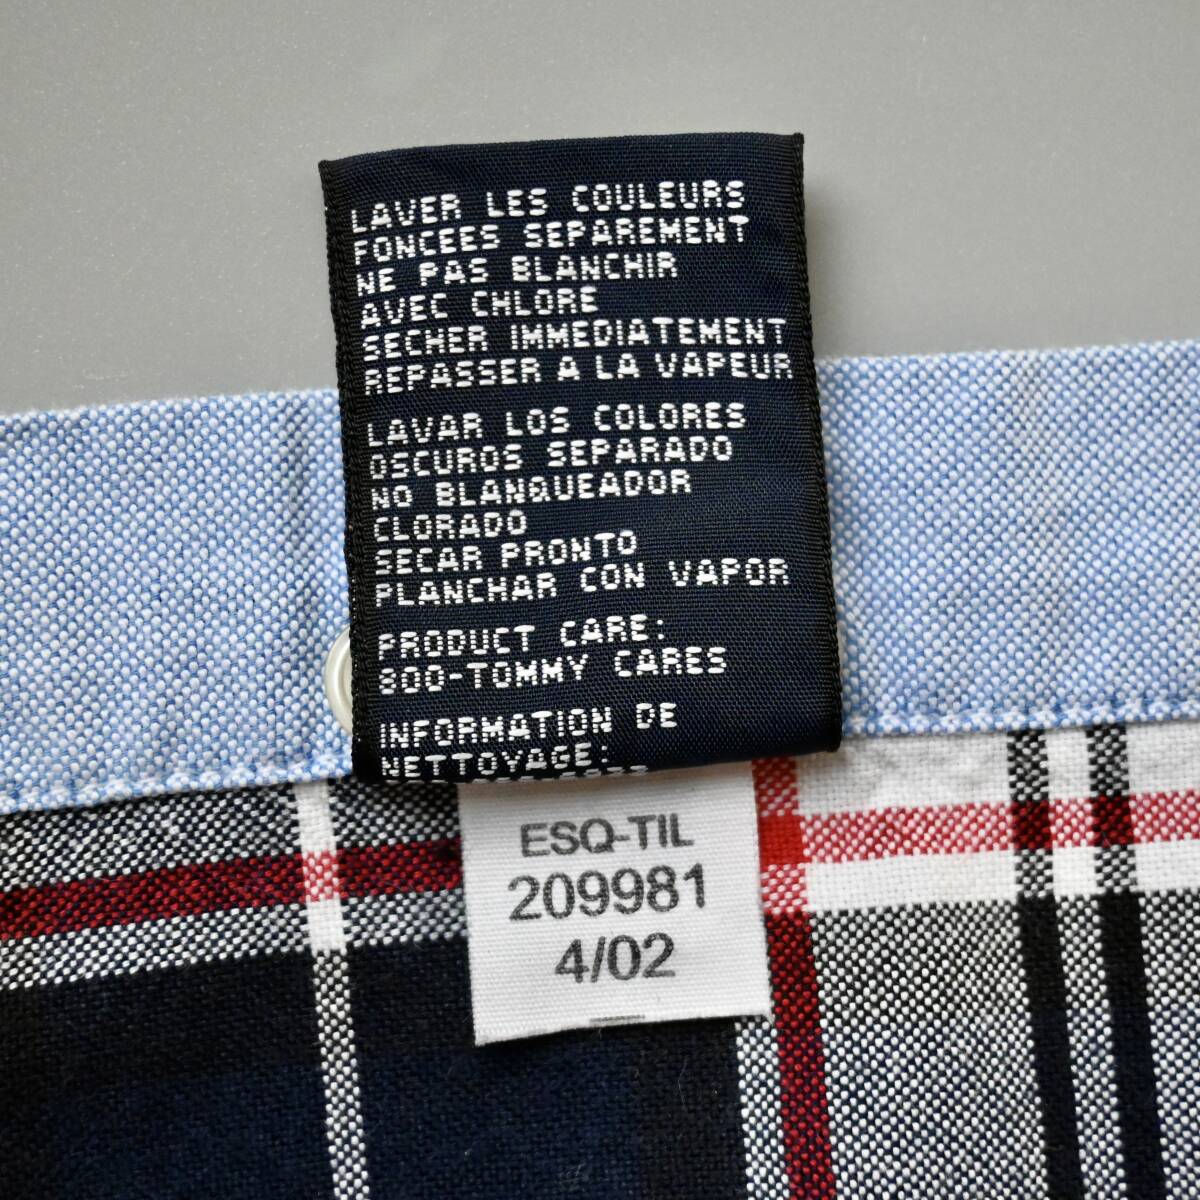 LAVER LES COULEURS
FONCEES SEPAREMENT
NE PAS BLANCHIR
AVEC CHLORE
SECHER IMMEDIATEMENT
REPASSER A LA VAPEUR
LAVAR LOS COLORES
OSCUROS SEPARADO
NO BLANQUEADOR
CLORADO
SECAR PRONTO
PLANCHAR CON VAPOR
PRODUCT CARE:
800-TOMMY CARES
INFORMATION DE
NETTOYAGE:
ESQ-TIL
209981
4/02